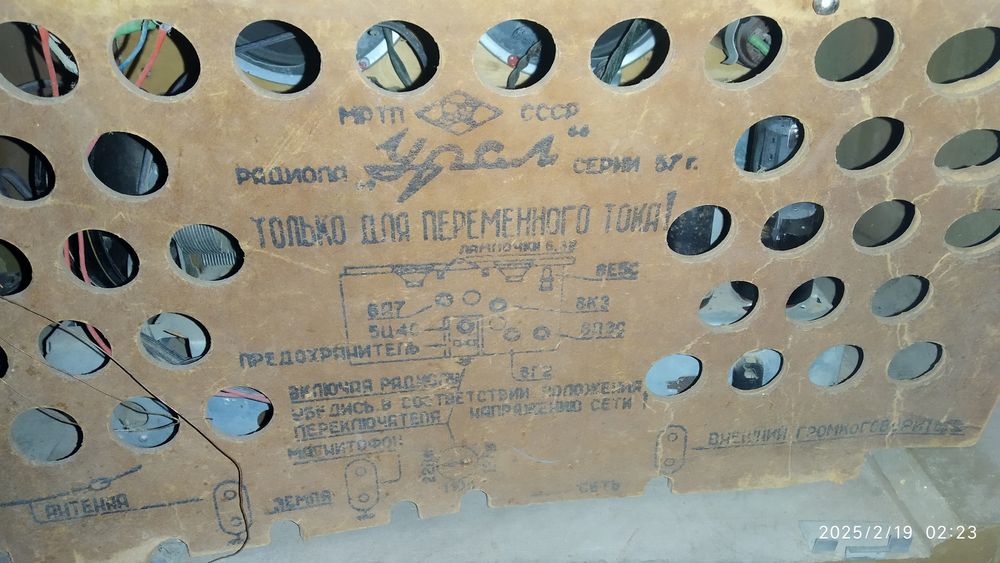 МРТП СССР
РАДИОЛА „Урал“ СЕРИИ 57 г.
ТОЛЬКО ДЛЯ ПЕРЕМЕННОГО ТОКА!
ЛАМПОЧКИ 6,3В
6Е5С
6Д7 6К3
5Ц4С 6П3С
ПРЕДОХРАНИТЕЛЬ
6Г2
ВКЛЮЧАЯ РАДИОЛУ
УБЕДИСЬ В СООТВЕТСТВИИ ПОЛОЖЕНИЯ
ПЕРЕКЛЮЧАТЕЛЯ НАПРЯЖЕНИЮ СЕТИ!
МАГНИТОФОН
ВНЕШНИЙ ГРОМКОГОВОРИТЕЛЬ
АНТЕННА
ЗЕМЛЯ
СЕТЬ
2025/2/19 02:23